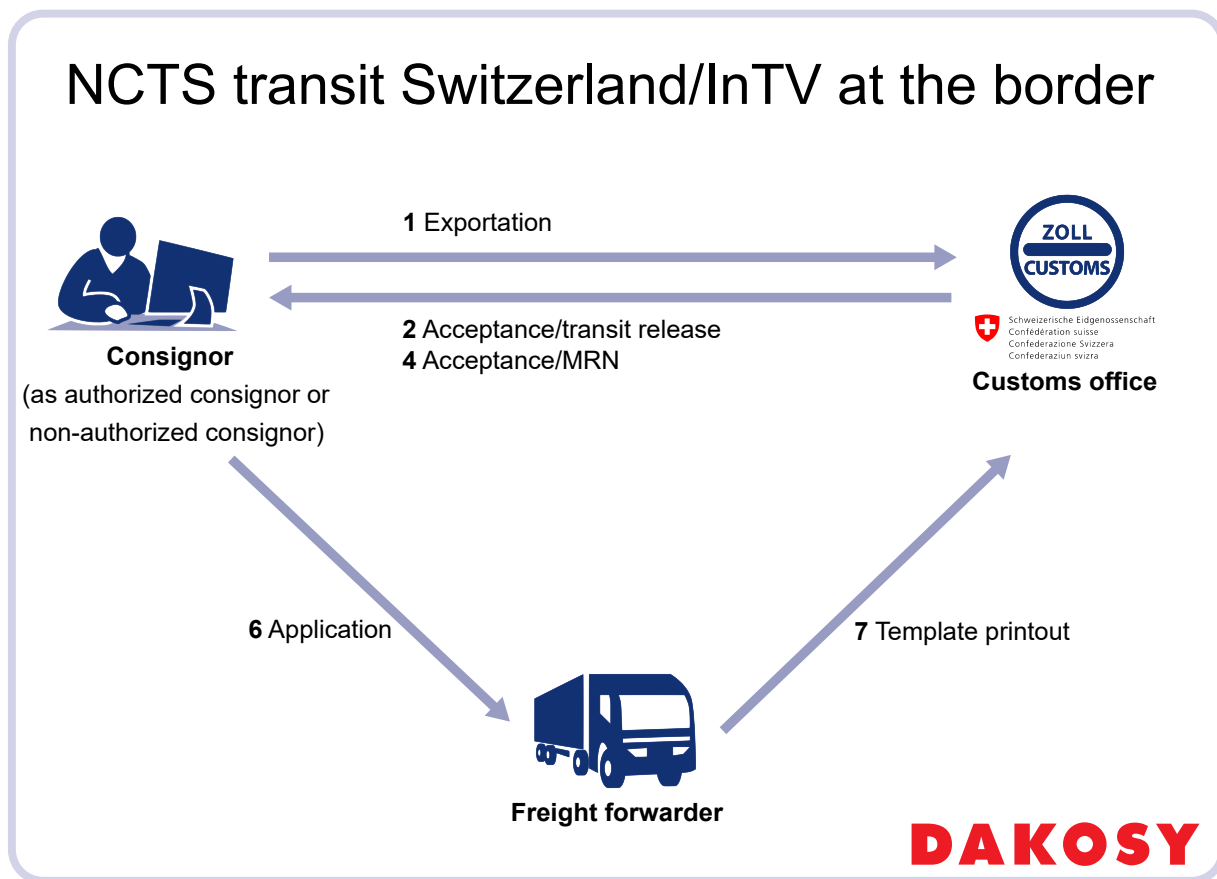 NCTS transit Switzerland/InTV at the border
1 Exportation
ZOLL
CUSTOMS
2 Acceptance/transit release
4 Acceptance/MRN
Schweizerische Eidgenossenschaft
Confédération suisse
Confederazione Svizzera
Confederaziun svizra
Consignor
(as authorized consignor or
non-authorized consignor)
Customs office
6 Application
7 Template printout
Freight forwarder
DAKOSY